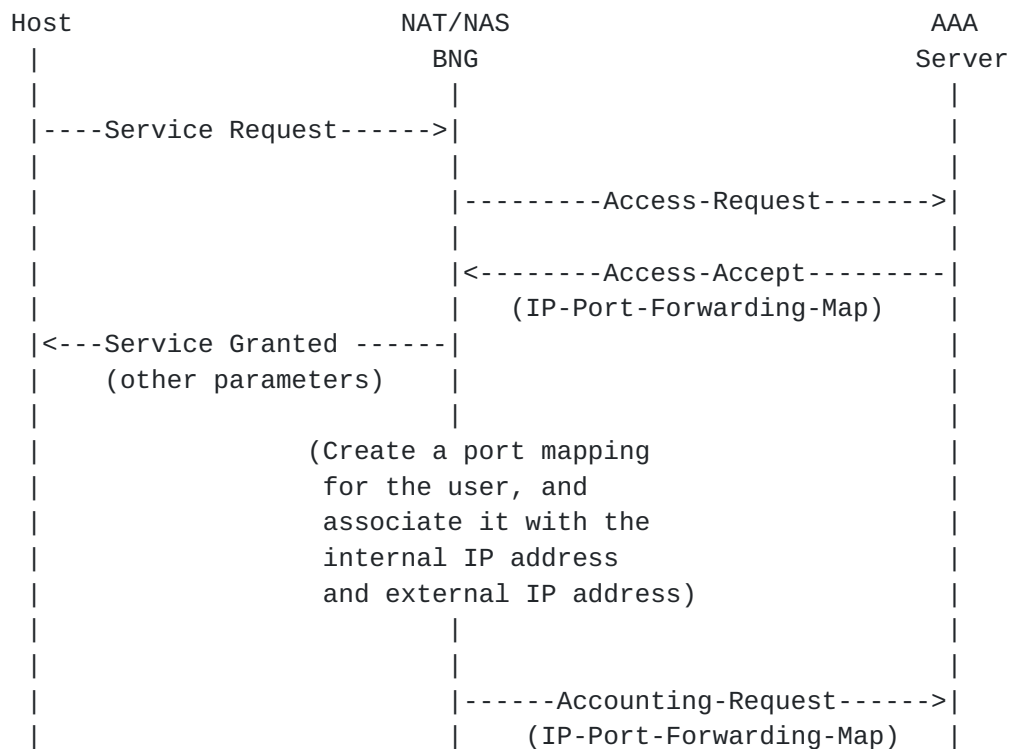 Host NAT/NAS AAA
| BNG Server
| | |
|----Service Request------>| |
| | |
| |---------Access-Request------->|
| | |
| |<--------Access-Accept---------|
| | (IP-Port-Forwarding-Map) |
|<---Service Granted ------| |
| (other parameters) | |
| | |
| (Create a port mapping |
| for the user, and |
| associate it with the |
| internal IP address |
| and external IP address) |
| | |
| | |
| |------Accounting-Request------>|
| | (IP-Port-Forwarding-Map) |